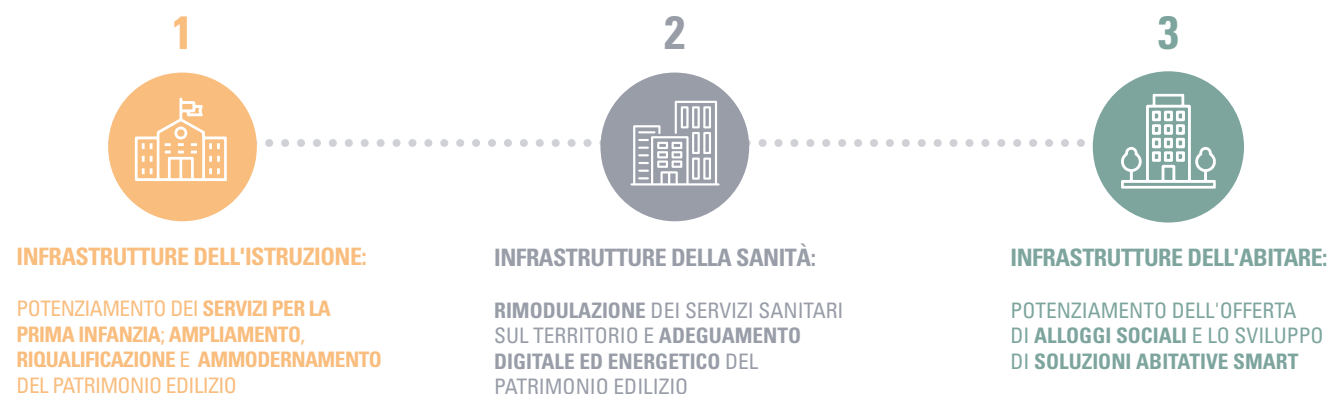 1
INFRASTRUTTURE DELL'ISTRUZIONE:
POTENZIAMENTO DEI SERVIZI PER LA
PRIMA INFANZIA; AMPLIAMENTO,
RIQUALIFICAZIONE E AMMODERNAMENTO
DEL PATRIMONIO EDILIZIO
2
INFRASTRUTTURE DELLA SANITÀ:
RIMODULAZIONE DEI SERVIZI SANITARI
SUL TERRITORIO E ADEGUAMENTO
DIGITALE ED ENERGETICO DEL
PATRIMONIO EDILIZIO
3
INFRASTRUTTURE DELL'ABITARE:
POTENZIAMENTO DELL'OFFERTA
DI ALLOGGI SOCIALI E LO SVILUPPO
DI SOLUZIONI ABITATIVE SMART